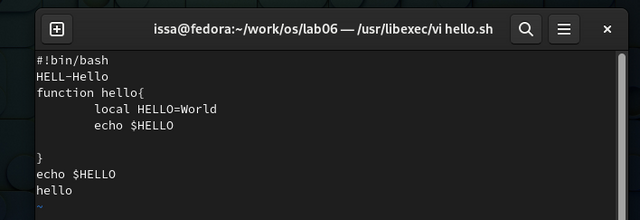 issa@fedora:~/work/os/lab06 — /usr/libexec/vi hello.sh
#!bin/bash
HELL-Hello
function hello{
        local HELLO=World
        echo $HELLO

}
echo $HELLO
hello
~